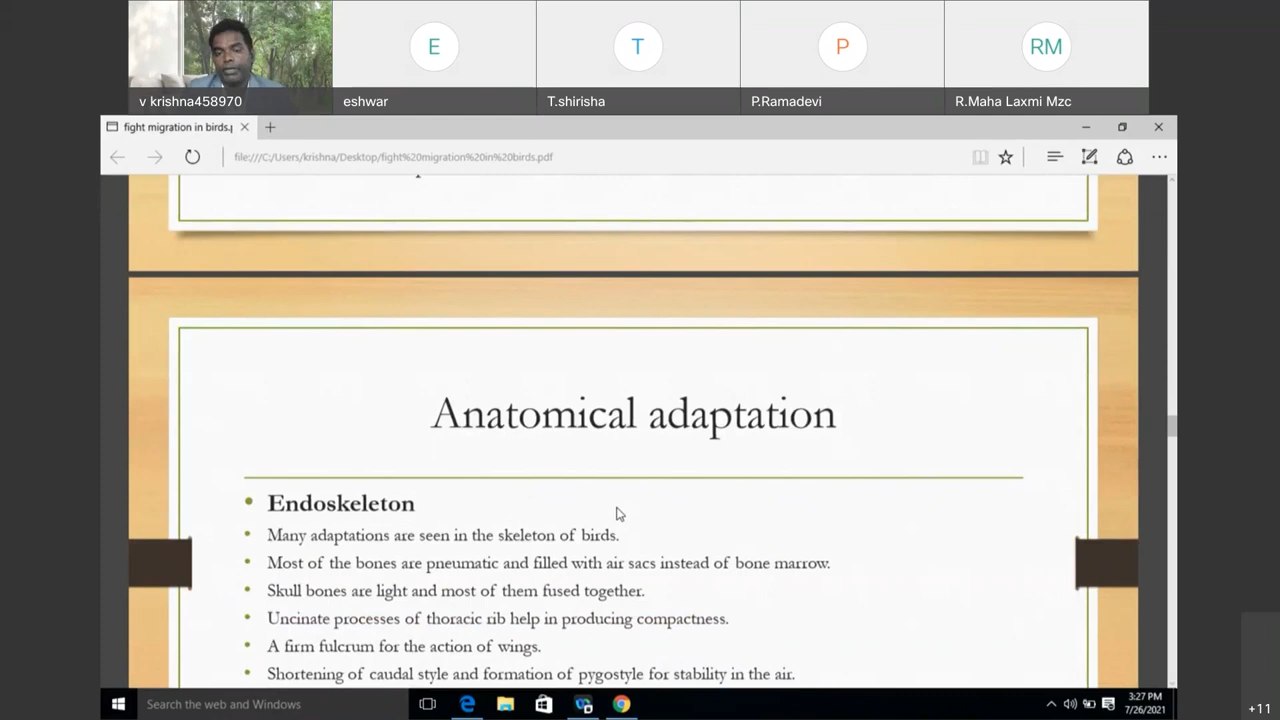 E
T
P
RM
v krishna458970
eshwar
T.shirisha
P.Ramadevi
R.Maha Laxmi Mzc
fight migration in birds.p
file:///C:/Users/krishna/Desktop/fight%20migration%20in%20birds.pdf
Anatomical adaptation
• Endoskeleton
• Many adaptations are seen in the skeleton of birds.
• Most of the bones are pneumatic and filled with air sacs instead of bone marrow.
• Skull bones are light and most of them fused together.
• Uncinate processes of thoracic rib help in producing compactness.
• A firm fulcrum for the action of wings.
• Shortening of caudal style and formation of pygostyle for stability in the air.
Search the web and Windows
3:27 PM
7/26/2021
+11